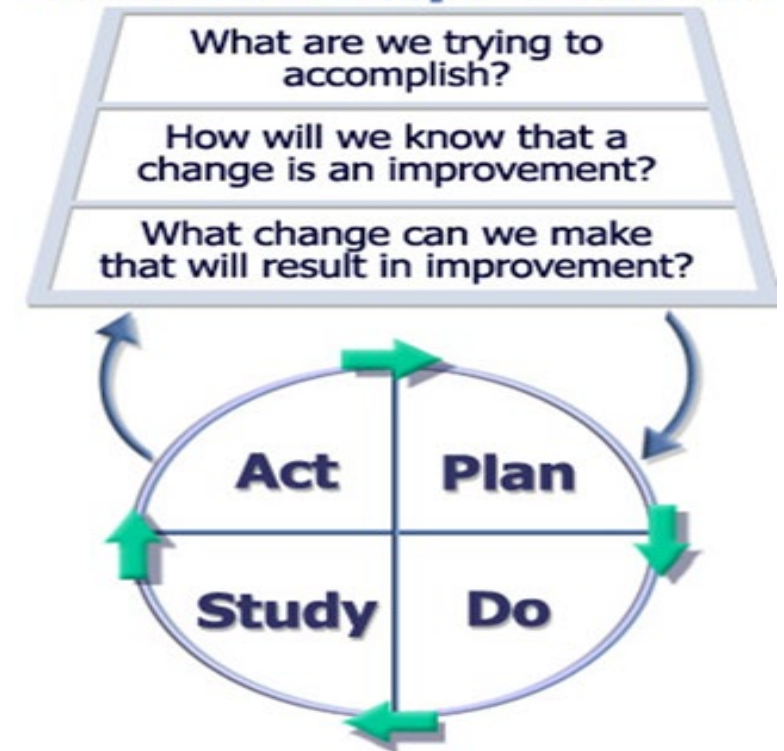 What are we trying to
accomplish?
How will we know that a
change is an improvement?
What change can we make
that will result in improvement?
Act
Plan
Study
Do